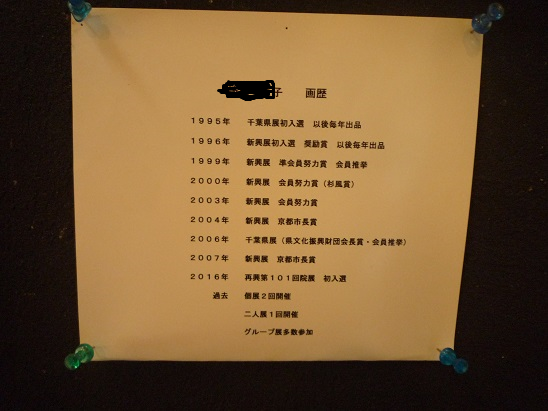 子 画歴
1995年 千葉県展初入選 以後毎年出品
1996年 新興展初入選 奨励賞 以後毎年出品
1999年 新興展 準会員努力賞 会員推挙
2000年 新興展 会員努力賞(杉風賞)
2003年 新興展 会員努力賞
2004年 新興展 京都市長賞
2006年 千葉県展(県文化振興財団会長賞・会員推挙)
2007年 新興展 京都市長賞
2016年 再興第101回院展 初入選
過去 個展2回開催
二人展1回開催
グループ展多数参加